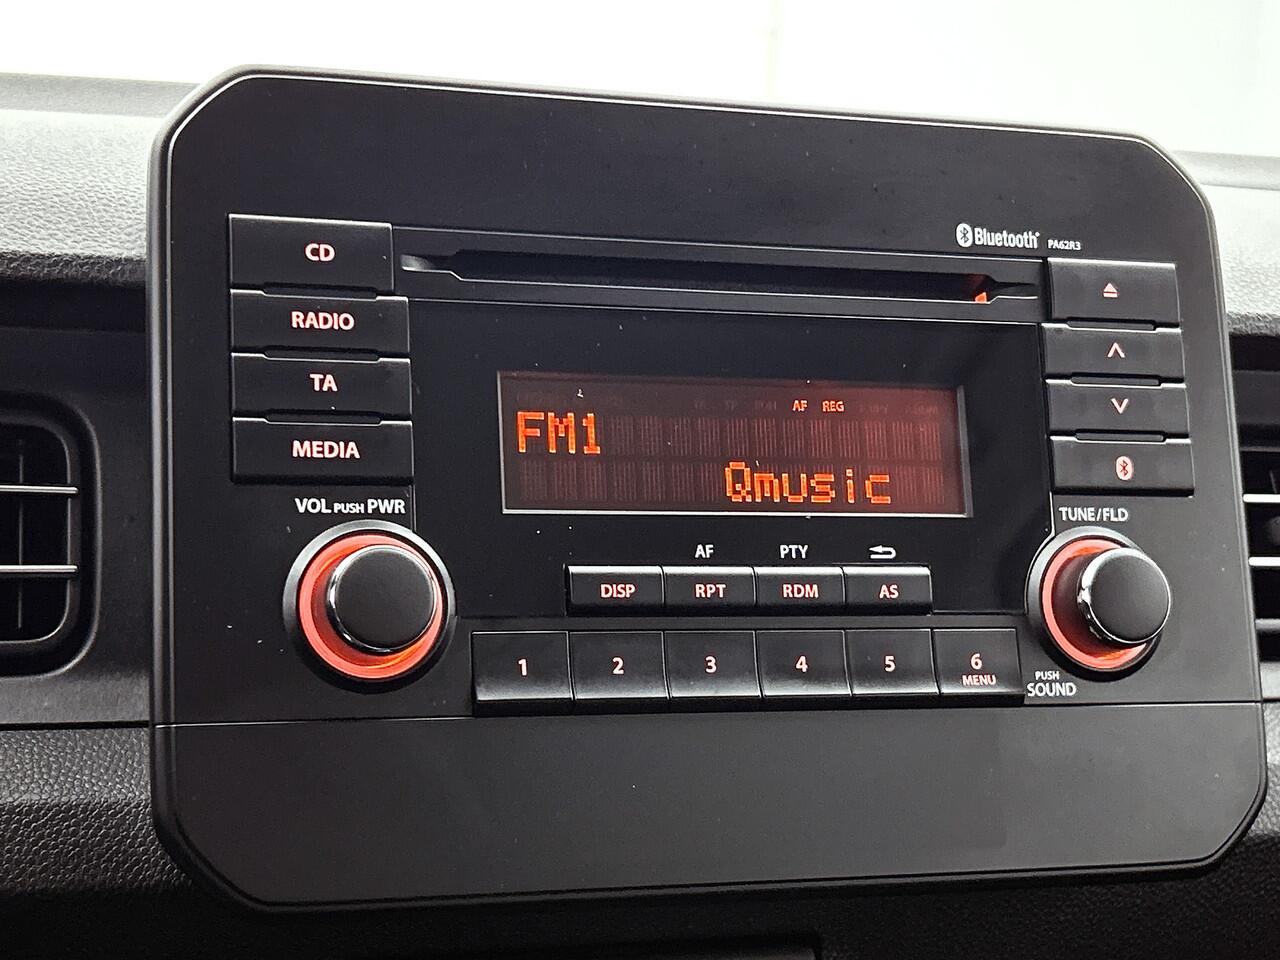 Bluetooth PA62R3
CD
RADIO
TA
MEDIA
AF REG
FM1
Qmusic
VOL PUSH PWR
TUNE/FLD
AF PTY
DISP RPT RDM AS
1 2 3 4 5 6
MENU
PUSH
SOUND